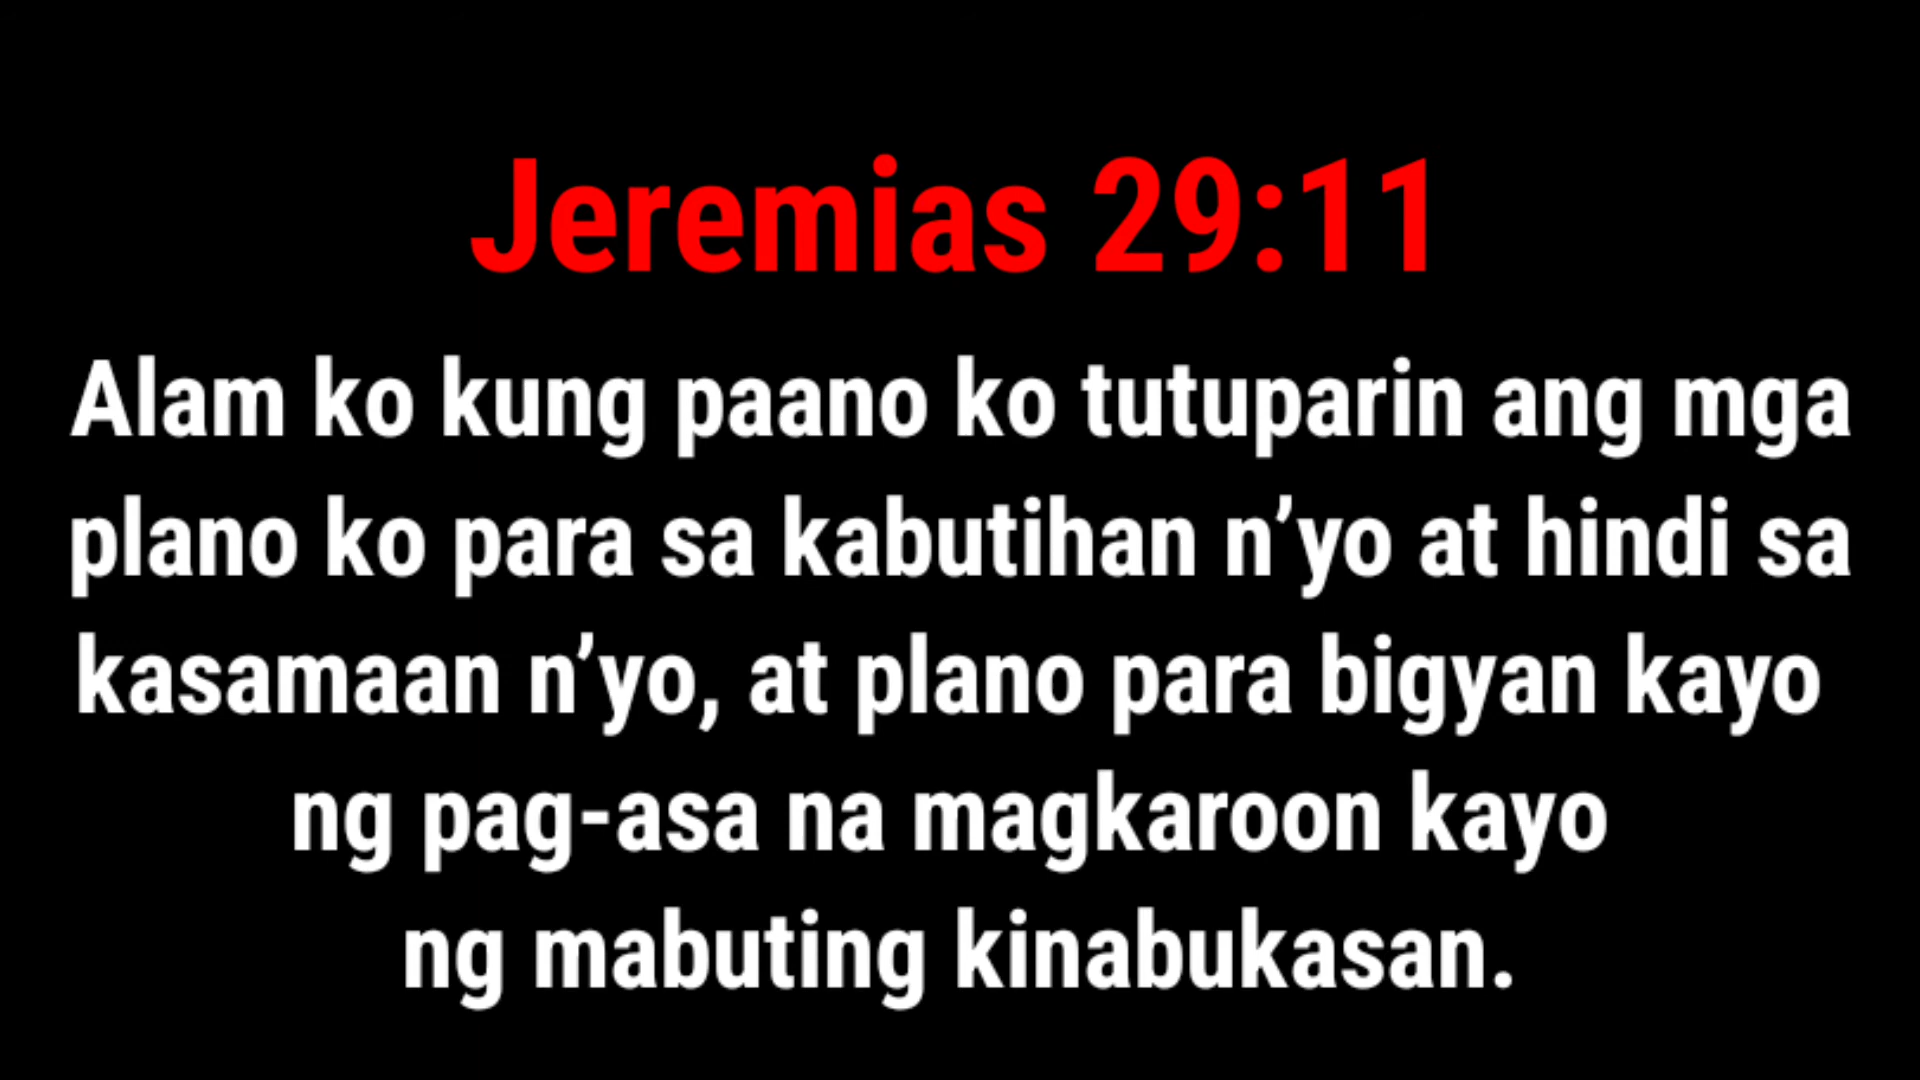 Jeremias 29:11
Alam ko kung paano ko tutuparin ang mga
plano ko para sa kabutihan n’yo at hindi sa
kasamaan n’yo, at plano para bigyan kayo
ng pag-asa na magkaroon kayo
ng mabuting kinabukasan.